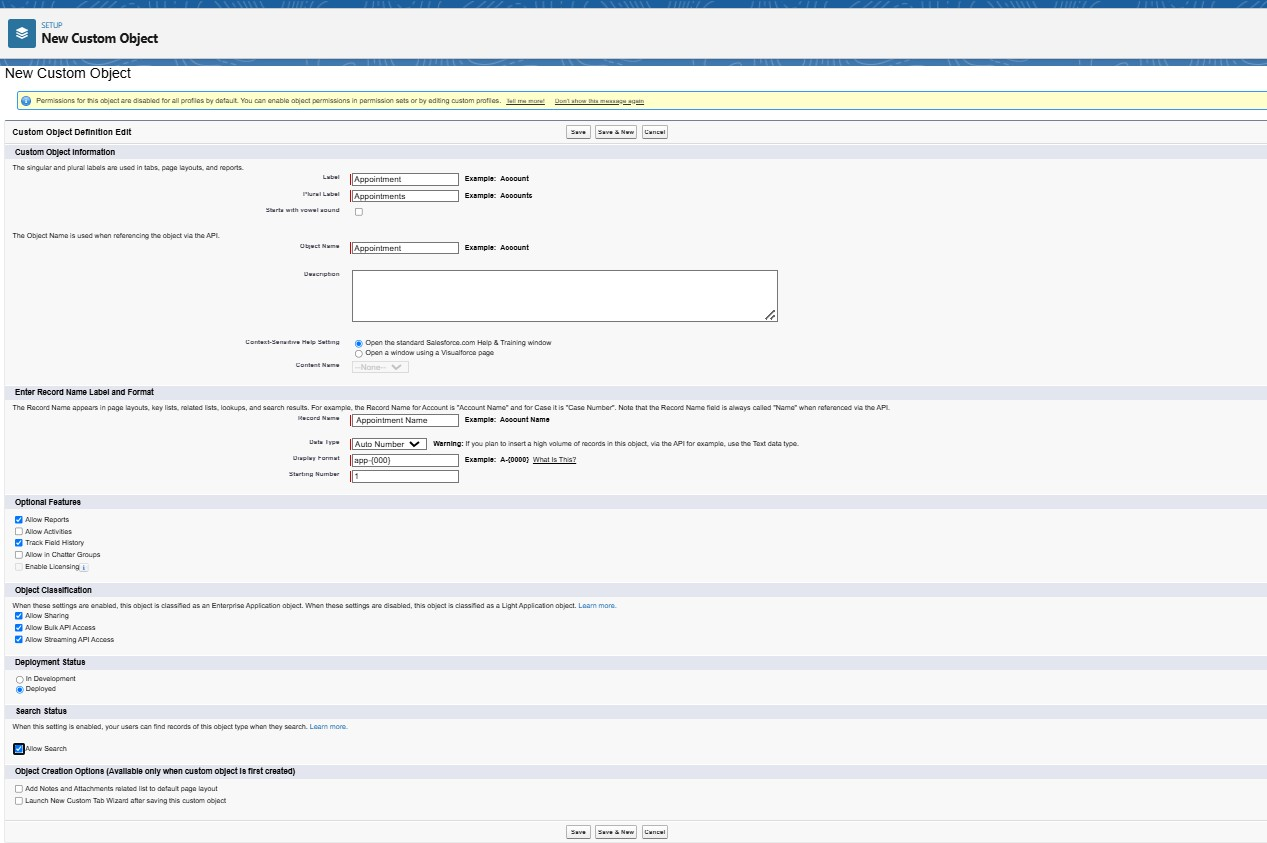 SETUP
New Custom Object
New Custom Object
Permissions for this object are disabled for all profiles by default. You can enable object permissions in permission sets or by editing custom profiles. Tell me more! Don't show this message again
Custom Object Definition Edit Save Save & New Cancel
Custom Object Information
The singular and plural labels are used in tabs, page layouts, and reports.
Label Appointment Example: Account
Plural Label Appointments Example: Accounts
Starts with vowel sound
The Object Name is used when referencing the object via the API.
Object Name Appointment Example: Account
Description
Context-Sensitive Help Setting Open the standard Salesforce.com Help & Training window
Open a window using a Visualforce page
Content Name --None--
Enter Record Name Label and Format
The Record Name appears in page layouts, key lists, related lists, lookups, and search results. For example, the Record Name for Account is "Account Name" and for Case it is "Case Number". Note that the Record Name field is always called "Name" when referenced via the API.
Record Name Appointment Name Example: Account Name
Data Type Auto Number Warning: If you plan to insert a high volume of records in this object, via the API for example, use the Text data type.
Display Format app-{000} Example: A-{0000} What Is This?
Starting Number 1
Optional Features
Allow Reports
Allow Activities
Track Field History
Allow in Chatter Groups
Enable Licensing i
Object Classification
When these settings are enabled, this object is classified as an Enterprise Application object. When these settings are disabled, this object is classified as a Light Application object. Learn more.
Allow Sharing
Allow Bulk API Access
Allow Streaming API Access
Deployment Status
In Development
Deployed
Search Status
When this setting is enabled, your users can find records of this object type when they search. Learn more.
Allow Search
Object Creation Options (Available only when custom object is first created)
Add Notes and Attachments related list to default page layout
Launch New Custom Tab Wizard after saving this custom object
Save Save & New Cancel